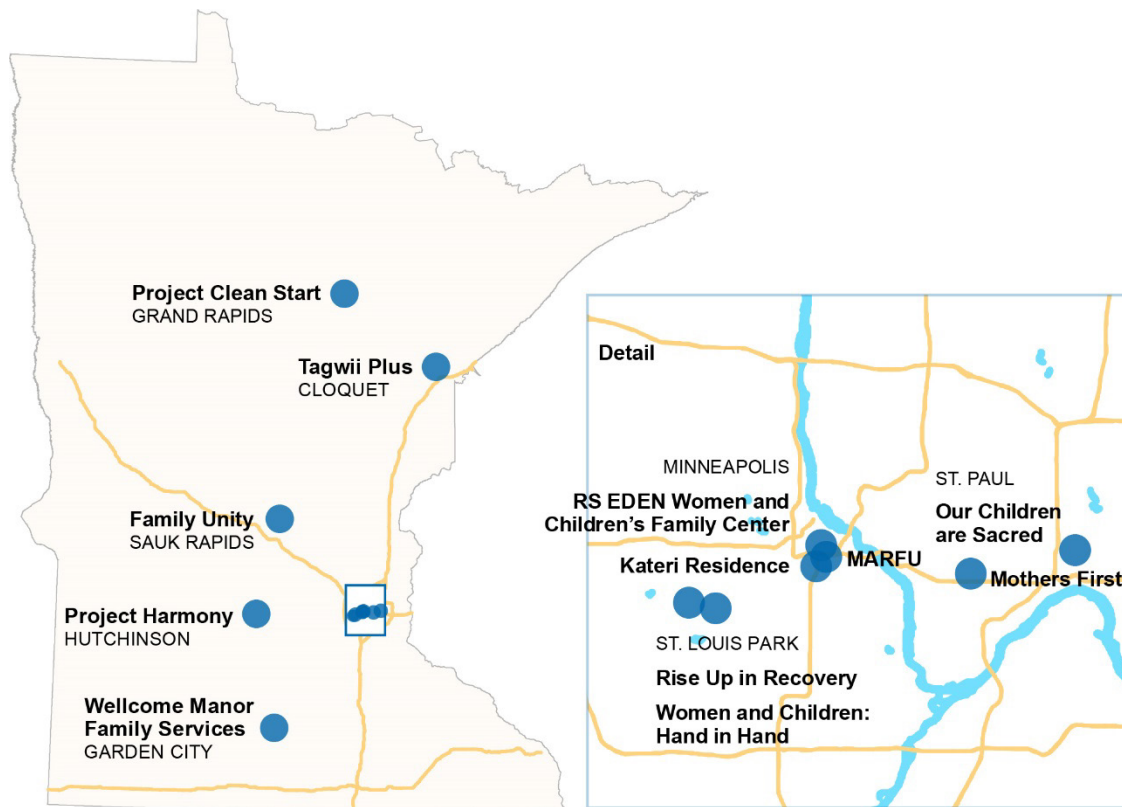 Project Clean Start
GRAND RAPIDS
Tagwii Plus
CLOQUET
Family Unity
SAUK RAPIDS
Project Harmony
HUTCHINSON
Wellcome Manor
Family Services
GARDEN CITY
Detail
MINNEAPOLIS
RS EDEN Women and
Children’s Family Center
Kateri Residence
MARFU
ST. PAUL
Our Children
are Sacred
Mothers First
ST. LOUIS PARK
Rise Up in Recovery
Women and Children:
Hand in Hand